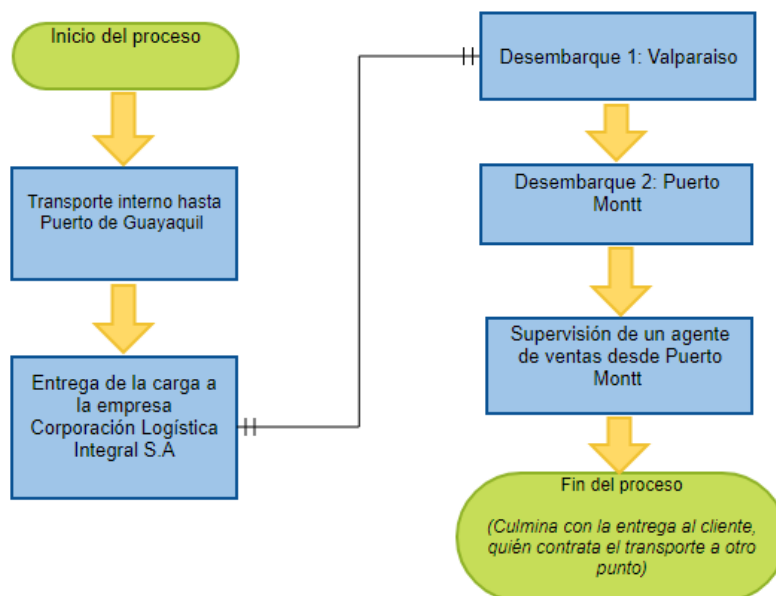 Inicio del proceso
Transporte interno hasta
Puerto de Guayaquil
Entrega de la carga a
la empresa
Corporación Logística
Integral S.A
Desembarque 1: Valparaiso
Desembarque 2: Puerto
Montt
Supervisión de un agente
de ventas desde Puerto
Montt
Fin del proceso
(Culmina con la entrega al cliente,
quién contrata el transporte a otro
punto)